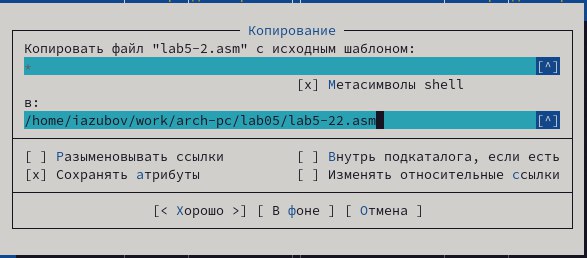 Копирование
Копировать файл "lab5-2.asm" с исходным шаблоном:
* [^]
[x] Метасимволы shell
в:
/home/iazubov/work/arch-pc/lab05/lab5-22.asm [^]
[ ] Разыменовывать ссылки [ ] Внутрь подкаталога, если есть
[x] Сохранять атрибуты [ ] Изменять относительные ссылки
[< Хорошо >] [ В фоне ] [ Отмена ]